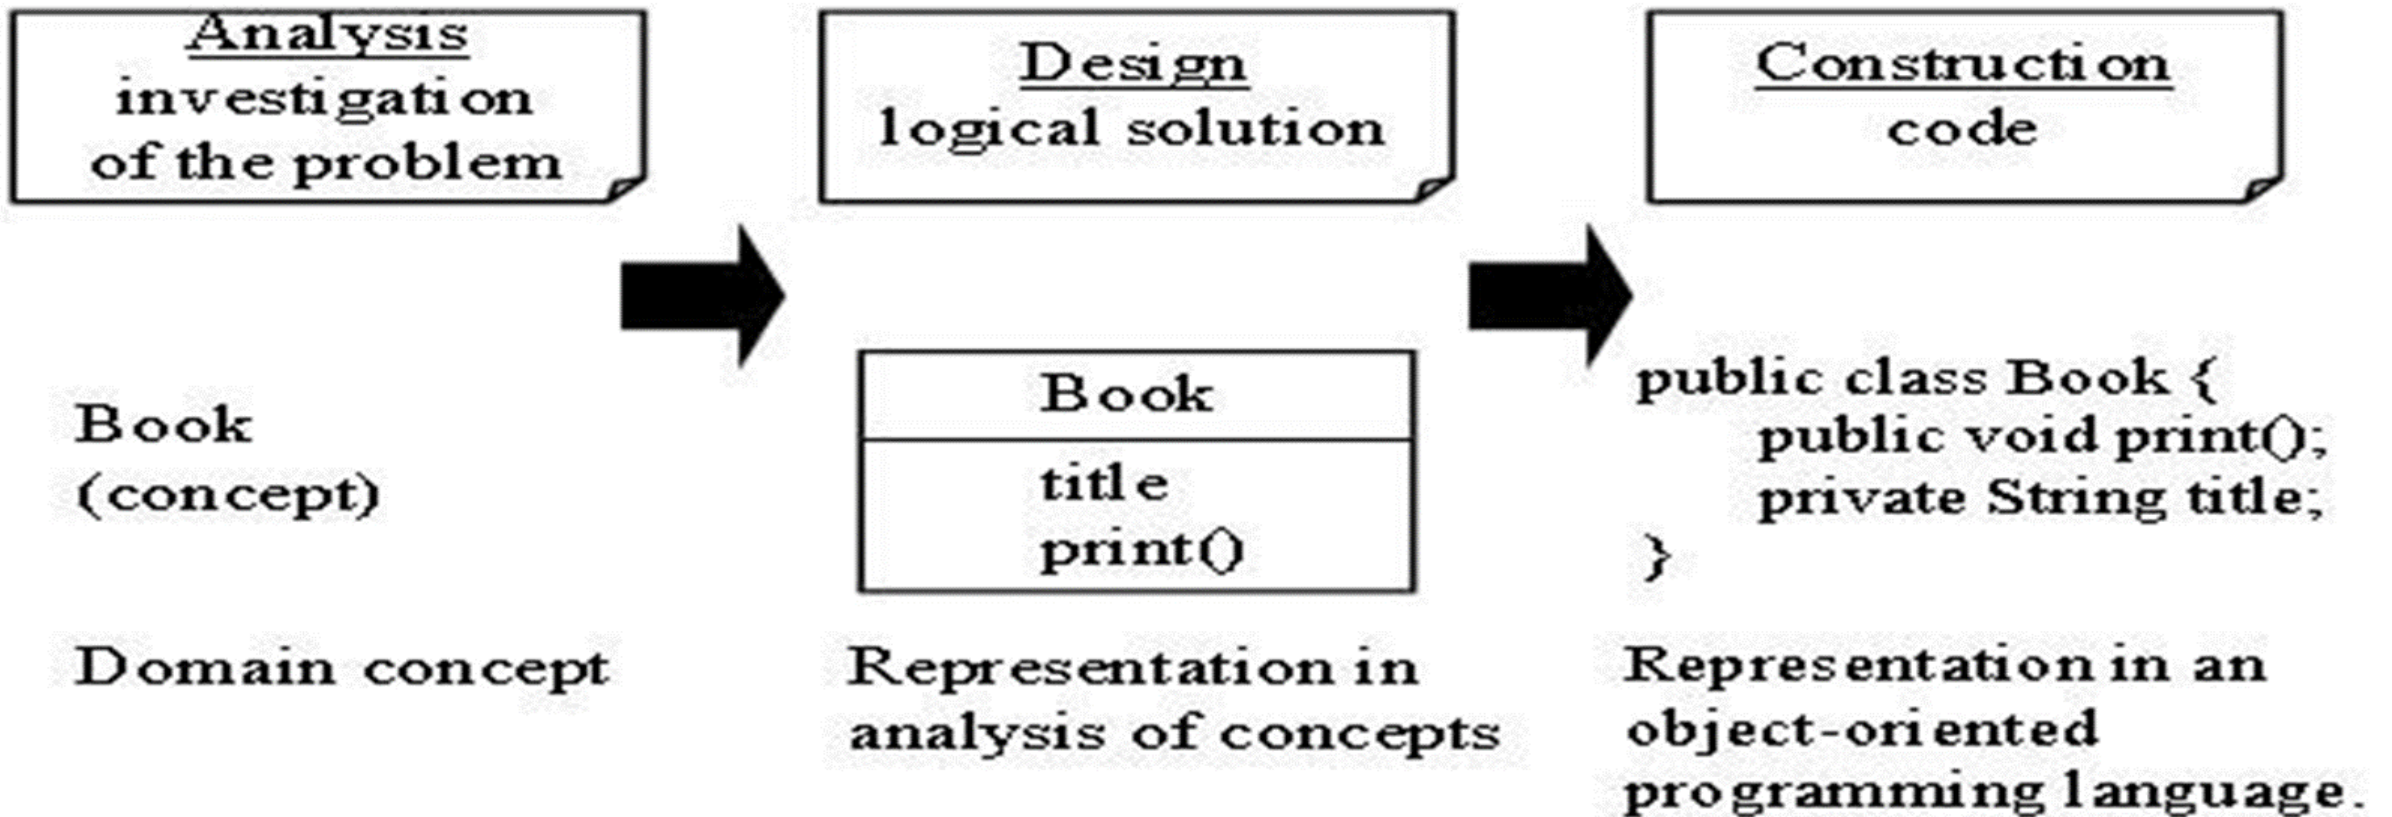 Analysis
investigation
of the problem
Design
logical solution
Construction
code
Book
(concept)
Book
title
print()
public class Book {
public void print();
private String title;
}
Domain concept
Representation in
analysis of concepts
Representation in an
object-oriented
programming language.